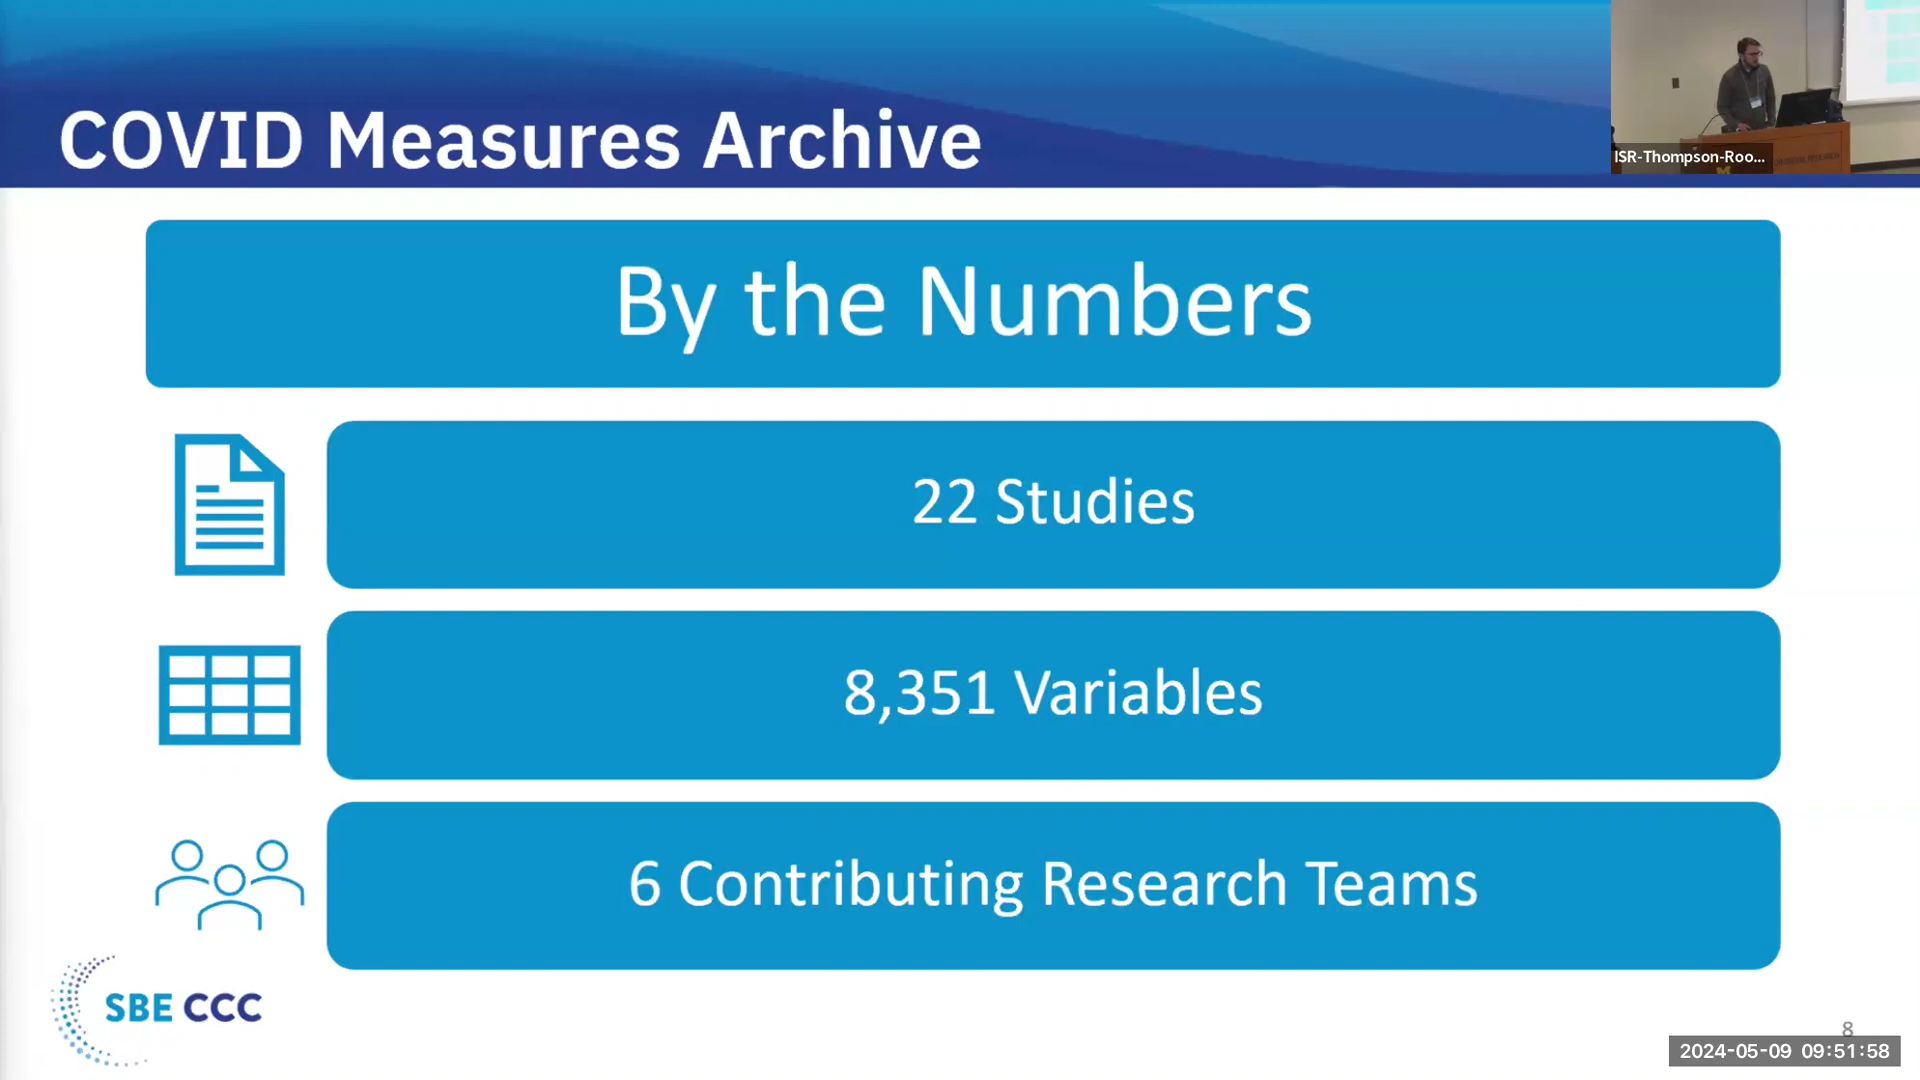 COVID Measures Archive
ISR-Thompson-Roo...
By the Numbers
22 Studies
8,351 Variables
6 Contributing Research Teams
SBE CCC
8
2024-05-09 09:51:58